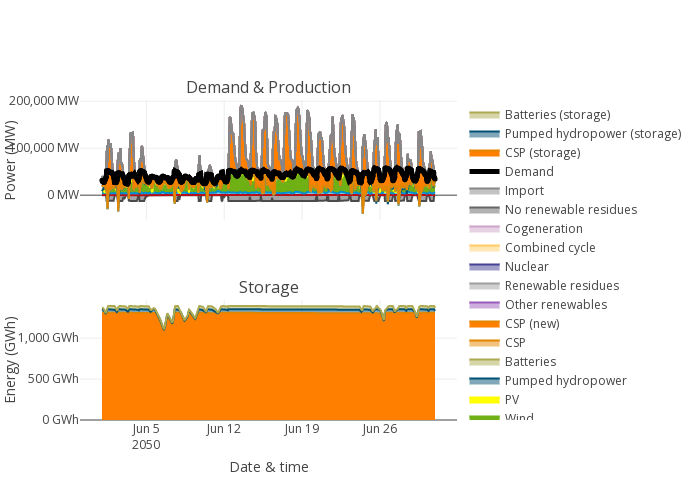 Demand & Production
200,000 MW
100,000 MW
0 MW
Power (MW)
Storage
1,000 GWh
500 GWh
0 GWh
Energy (GWh)
Jun 5
2050
Jun 12
Jun 19
Jun 26
Date & time
Batteries (storage)
Pumped hydropower (storage)
CSP (storage)
Demand
Import
No renewable residues
Cogeneration
Combined cycle
Nuclear
Renewable residues
Other renewables
CSP (new)
CSP
Batteries
Pumped hydropower
PV
Wind